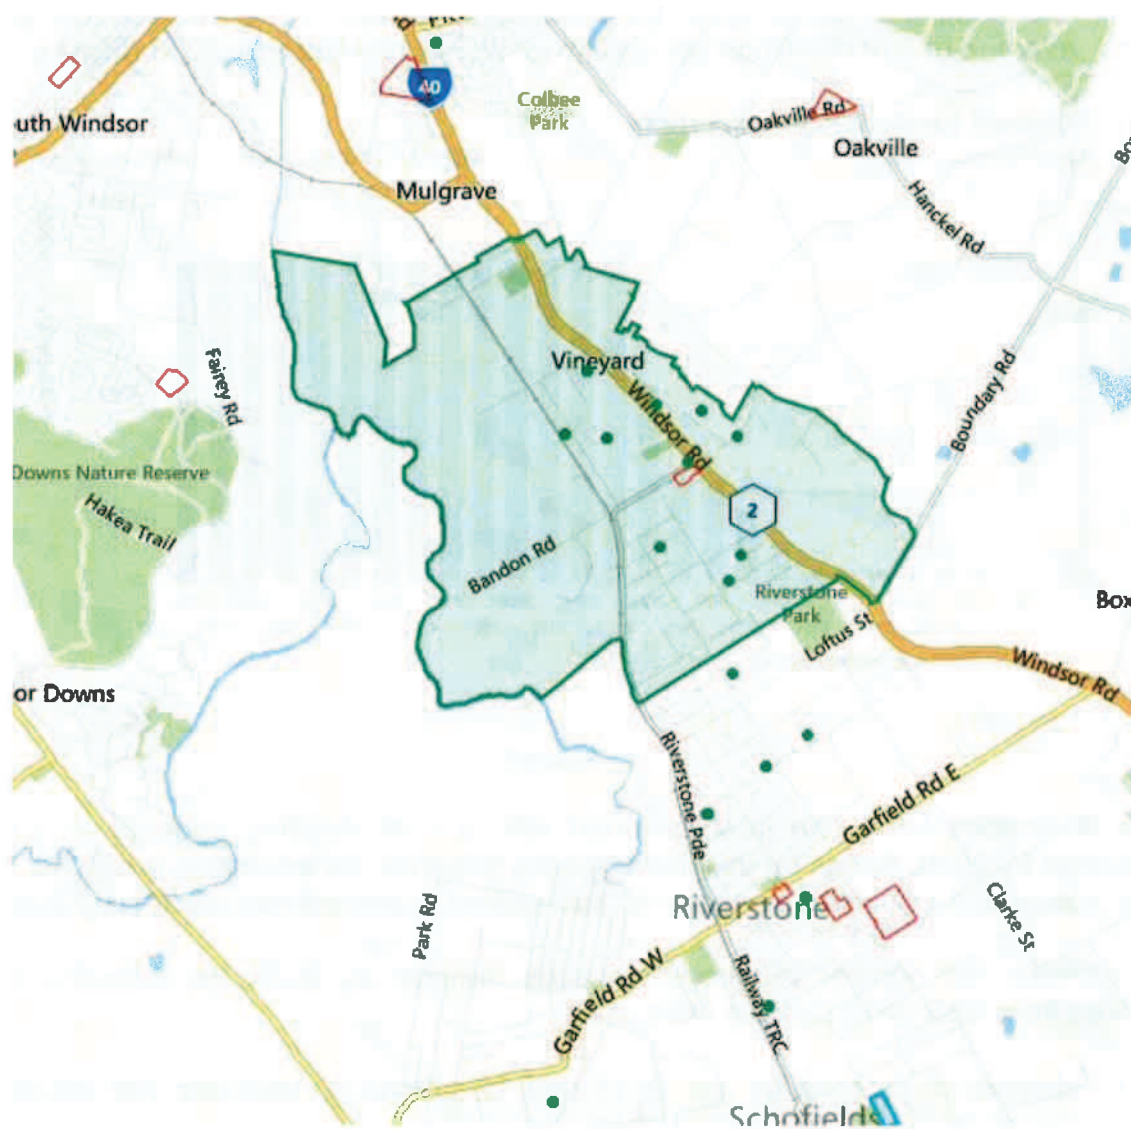 40
Colbee
Park
Oakville Rd
Oakville
uth Windsor
Mulgrave
Hanckel Rd
Vineyard
Fairey Rd
Windsor Rd
Boundary Rd
Downs Nature Reserve
Hakea Trail
2
Bandon Rd
Riverstone
Park
Loftus St
Box
Windsor Rd
or Downs
Riverstone Pde
Garfield Rd E
Riverstone
Clarke St
Park Rd
Garfield Rd W
Railway TRC
Schofields